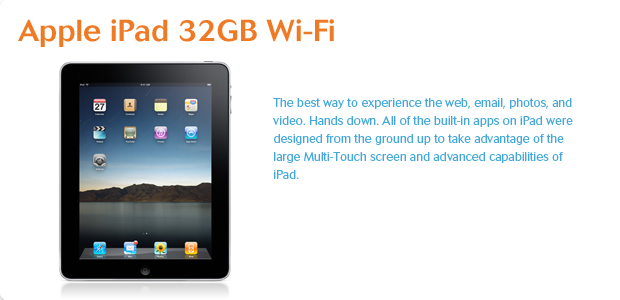 Apple iPad 32GB Wi-Fi
The best way to experience the web, email, photos, and
video. Hands down. All of the built-in apps on iPad were
designed from the ground up to take advantage of the
large Multi-Touch screen and advanced capabilities of
iPad.
27